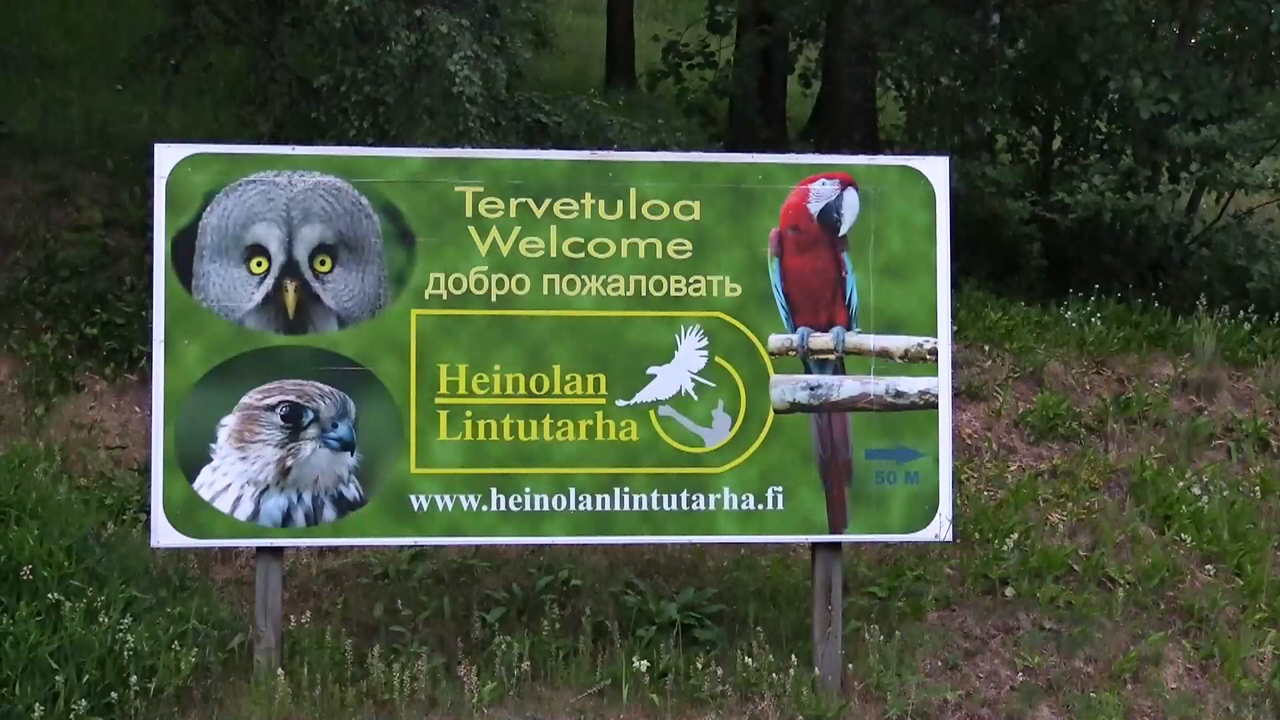 Tervetuloa
Welcome
добро пожаловать
Heinolan
Lintutarha
www.heinolanlintutarha.fi
50 M